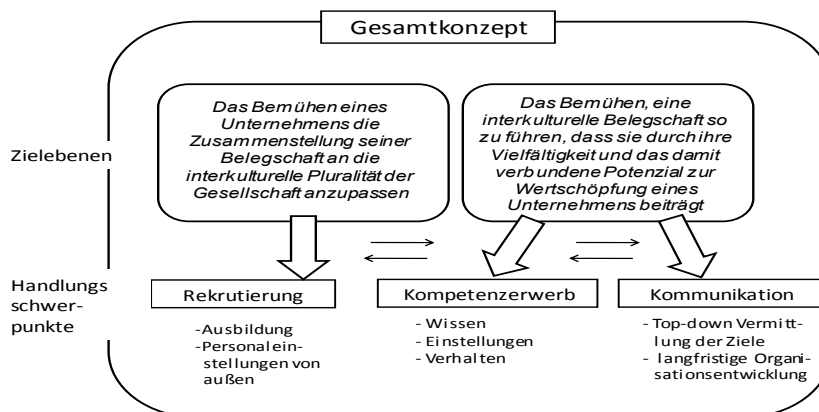 Gesamtkonzept
Zielebenen
Das Bemühen eines
Unternehmens die
Zusammenstellung seiner
Belegschaft an die
interkulturelle Pluralität der
Gesellschaft anzupassen
Das Bemühen, eine
interkulturelle Belegschaft so
zu führen, dass sie durch ihre
Vielfältigkeit und das damit
verbundene Potenzial zur
Wertschöpfung eines
Unternehmens beiträgt
Handlungs
schwer-
punkte
Rekrutierung
-Ausbildung
-Personalein-
stellungen von
außen
Kompetenzerwerb
- Wissen
- Einstellungen
- Verhalten
Kommunikation
- Top-down Vermitt-
lung der Ziele
- langfristige Organi-
sationsentwicklung